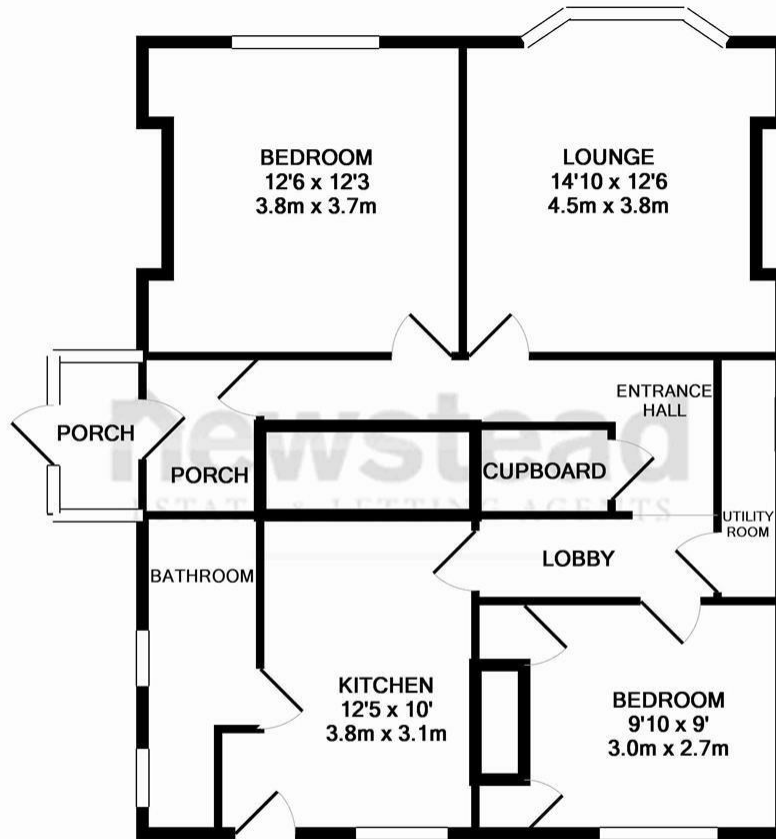 BEDROOM
12'6 x 12'3
3.8m x 3.7m
LOUNGE
14'10 x 12'6
4.5m x 3.8m
ENTRANCE
HALL
PORCH
PORCH
CUPBOARD
newstead
ESTATE & LETTING AGENTS
UTILITY
ROOM
LOBBY
BATHROOM
KITCHEN
12'5 x 10'
3.8m x 3.1m
BEDROOM
9'10 x 9'
3.0m x 2.7m